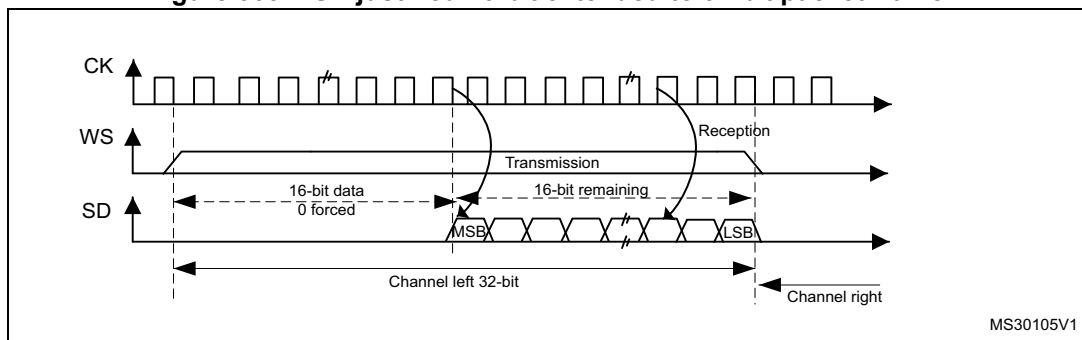 CK
Reception
WS
Transmission
16-bit data
0 forced
16-bit remaining
SD
MSB
LSB
Channel left 32-bit
Channel right
MS30105V1